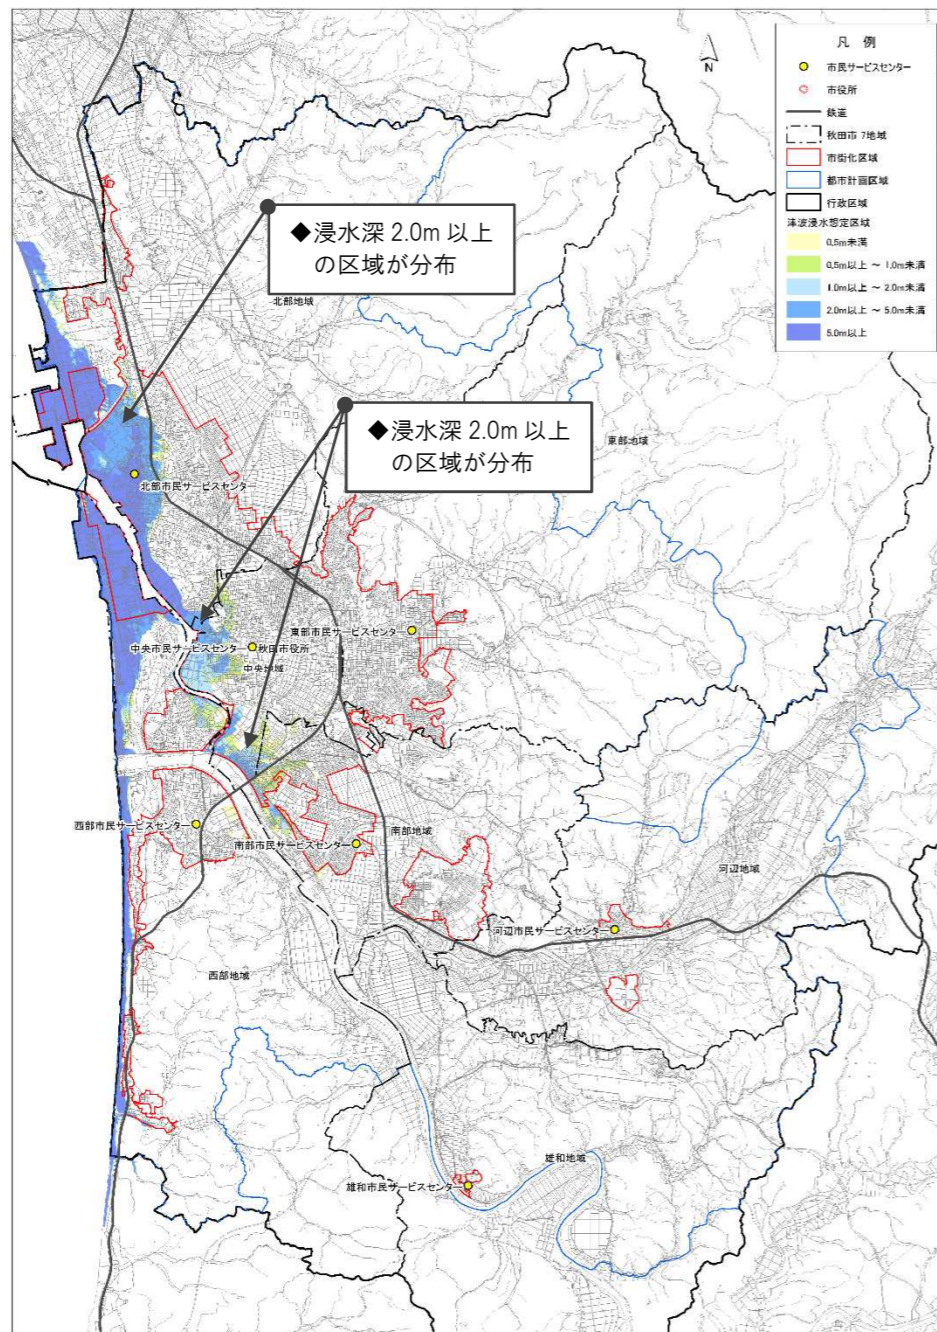 凡 例
市民サービスセンター
市役所
鉄道
秋田市 7地域
市街化区域
都市計画区域
行政区域
津波浸水想定区域
0.5m未満
0.5m以上 ～ 1.0m未満
1.0m以上 ～ 2.0m未満
2.0m以上 ～ 5.0m未満
5.0m以上
N
◆浸水深 2.0m 以上
の区域が分布
北部地域
◆浸水深 2.0m 以上
の区域が分布
東部地域
北部市民サービスセンター
東部市民サービスセンター
中央市民サービスセンター
秋田市役所
中央地域
西部市民サービスセンター
南部地域
南部市民サービスセンター
河辺地域
河辺市民サービスセンター
西部地域
雄和地域
雄和市民サービスセンター